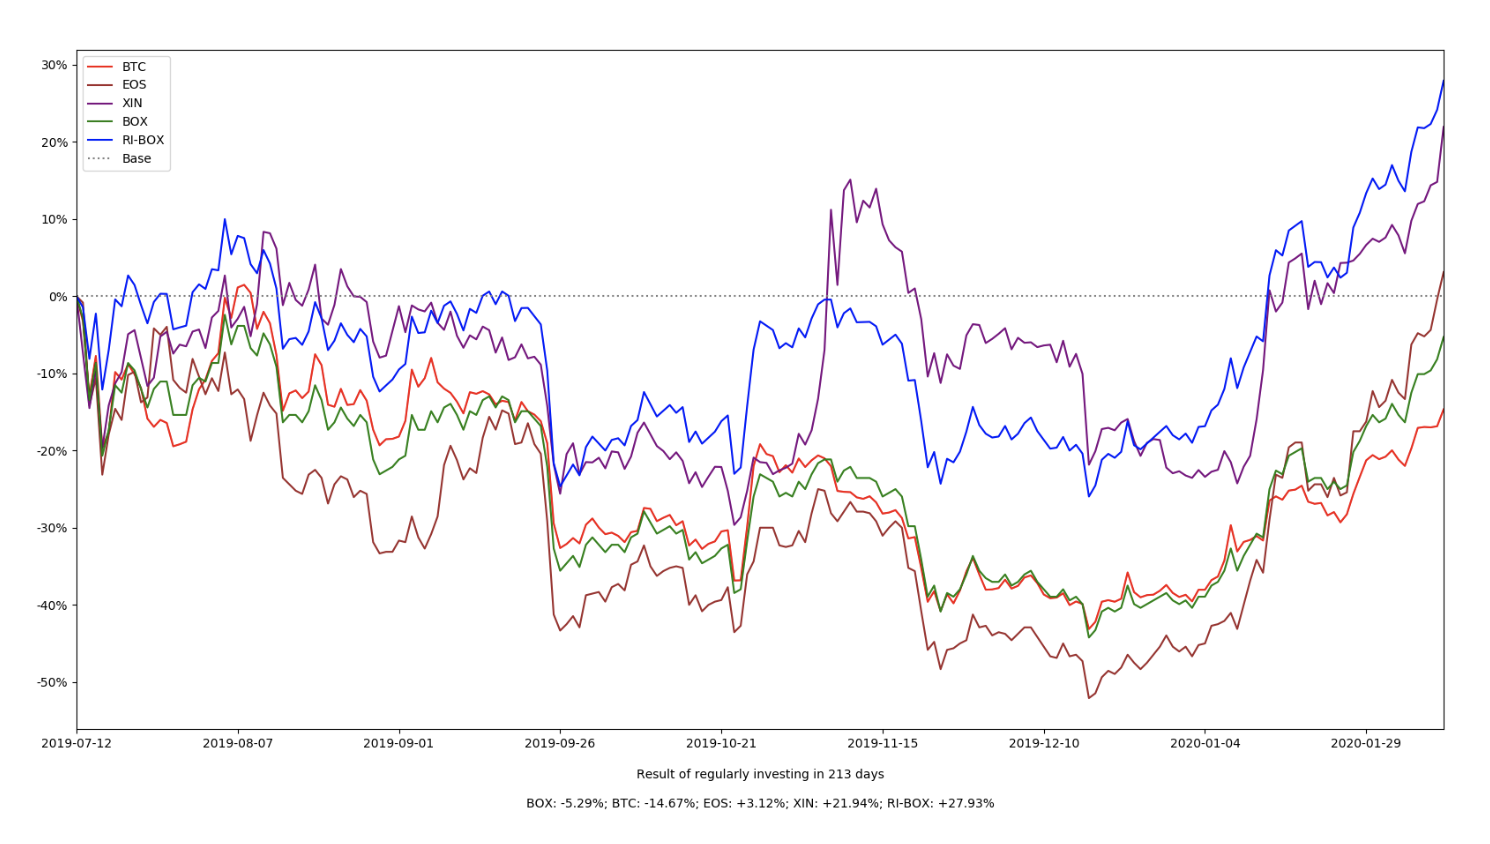 30%
20%
10%
0%
-10%
-20%
-30%
-40%
-50%
BTC
EOS
XIN
BOX
RI-BOX
Base
2019-07-12 2019-08-07 2019-09-01 2019-09-26 2019-10-21 2019-11-15 2019-12-10 2020-01-04 2020-01-29
Result of regularly investing in 213 days
BOX: -5.29%; BTC: -14.67%; EOS: +3.12%; XIN: +21.94%; RI-BOX: +27.93%